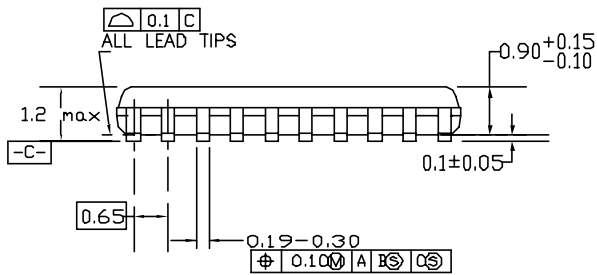 ⌓ 0.1 C
ALL LEAD TIPS
0.90 +0.15 -0.10
1.2 max
-C-
0.1±0.05
0.65
0.19-0.30
⌖ 0.10Ⓜ A BⓈ CⓈ